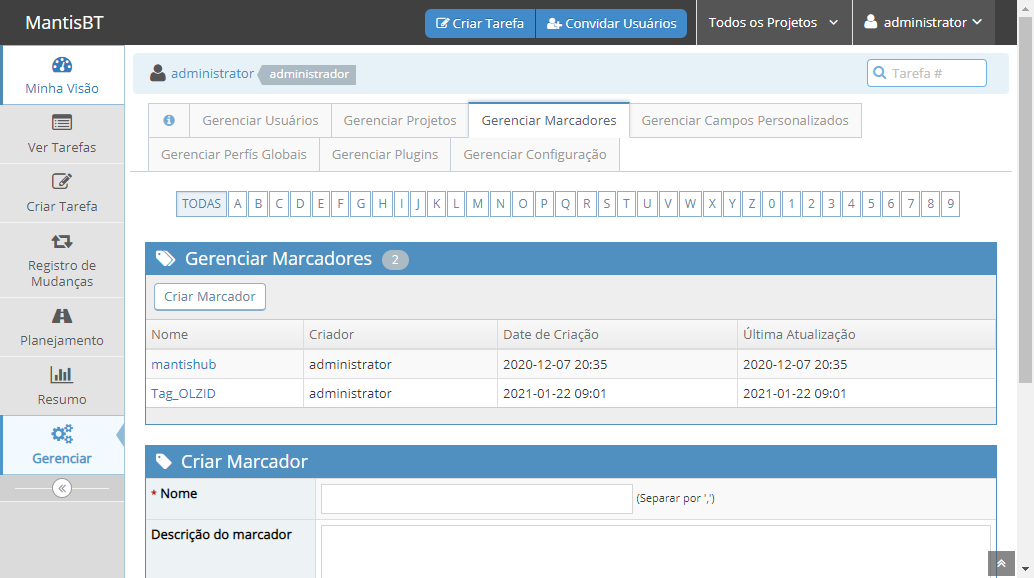 MantisBT
Criar Tarefa Convidar Usuários Todos os Projetos administrator
Minha Visão
Ver Tarefas
Criar Tarefa
Registro de
Mudanças
Planejamento
Resumo
Gerenciar
administrator administrador Tarefa #
Gerenciar Usuários Gerenciar Projetos Gerenciar Marcadores Gerenciar Campos Personalizados
Gerenciar Perfís Globais Gerenciar Plugins Gerenciar Configuração
TODAS A B C D E F G H I J K L M N O P Q R S T U V W X Y Z 0 1 2 3 4 5 6 7 8 9
Gerenciar Marcadores 2
Criar Marcador
Nome Criador Date de Criação Última Atualização
mantishub administrator 2020-12-07 20:35 2020-12-07 20:35
Tag_OLZID administrator 2021-01-22 09:01 2021-01-22 09:01
Criar Marcador
* Nome (Separar por ',')
Descrição do marcador